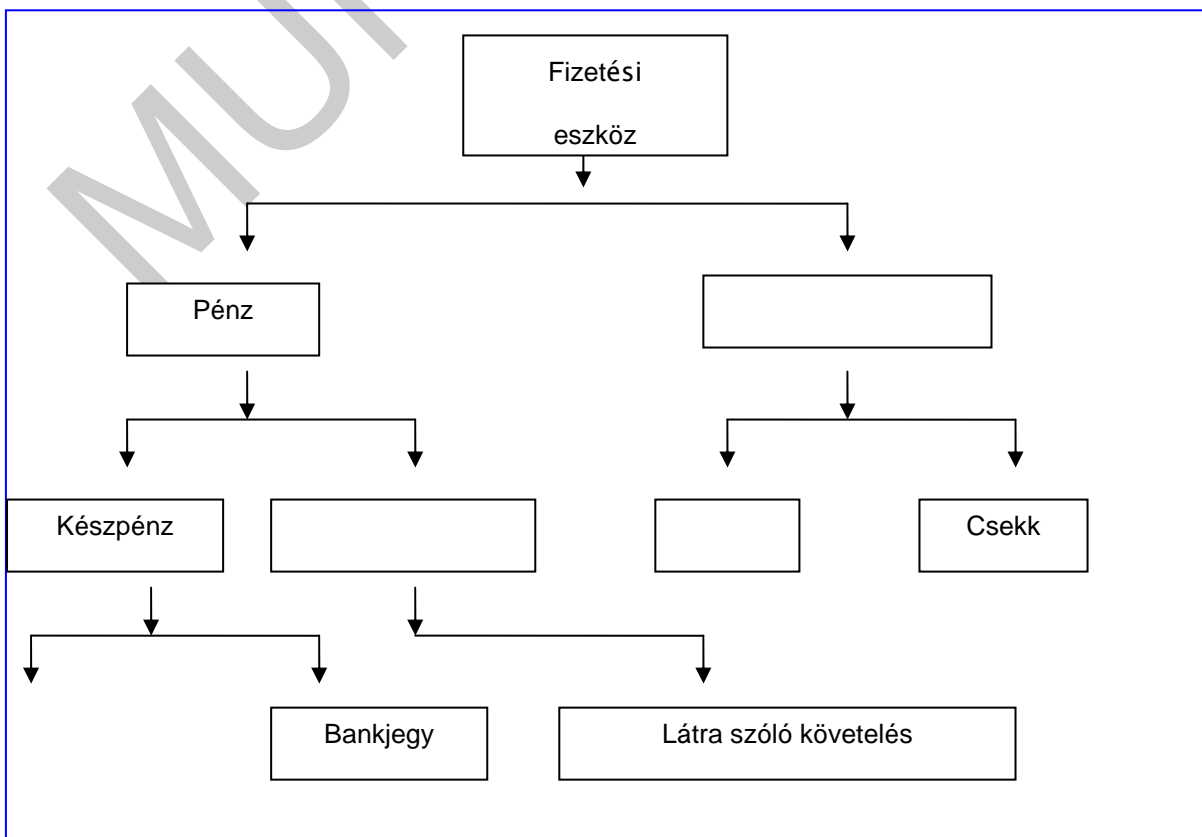 Fizetési
eszköz
Pénz
Készpénz
Csekk
Bankjegy
Látra szóló követelés